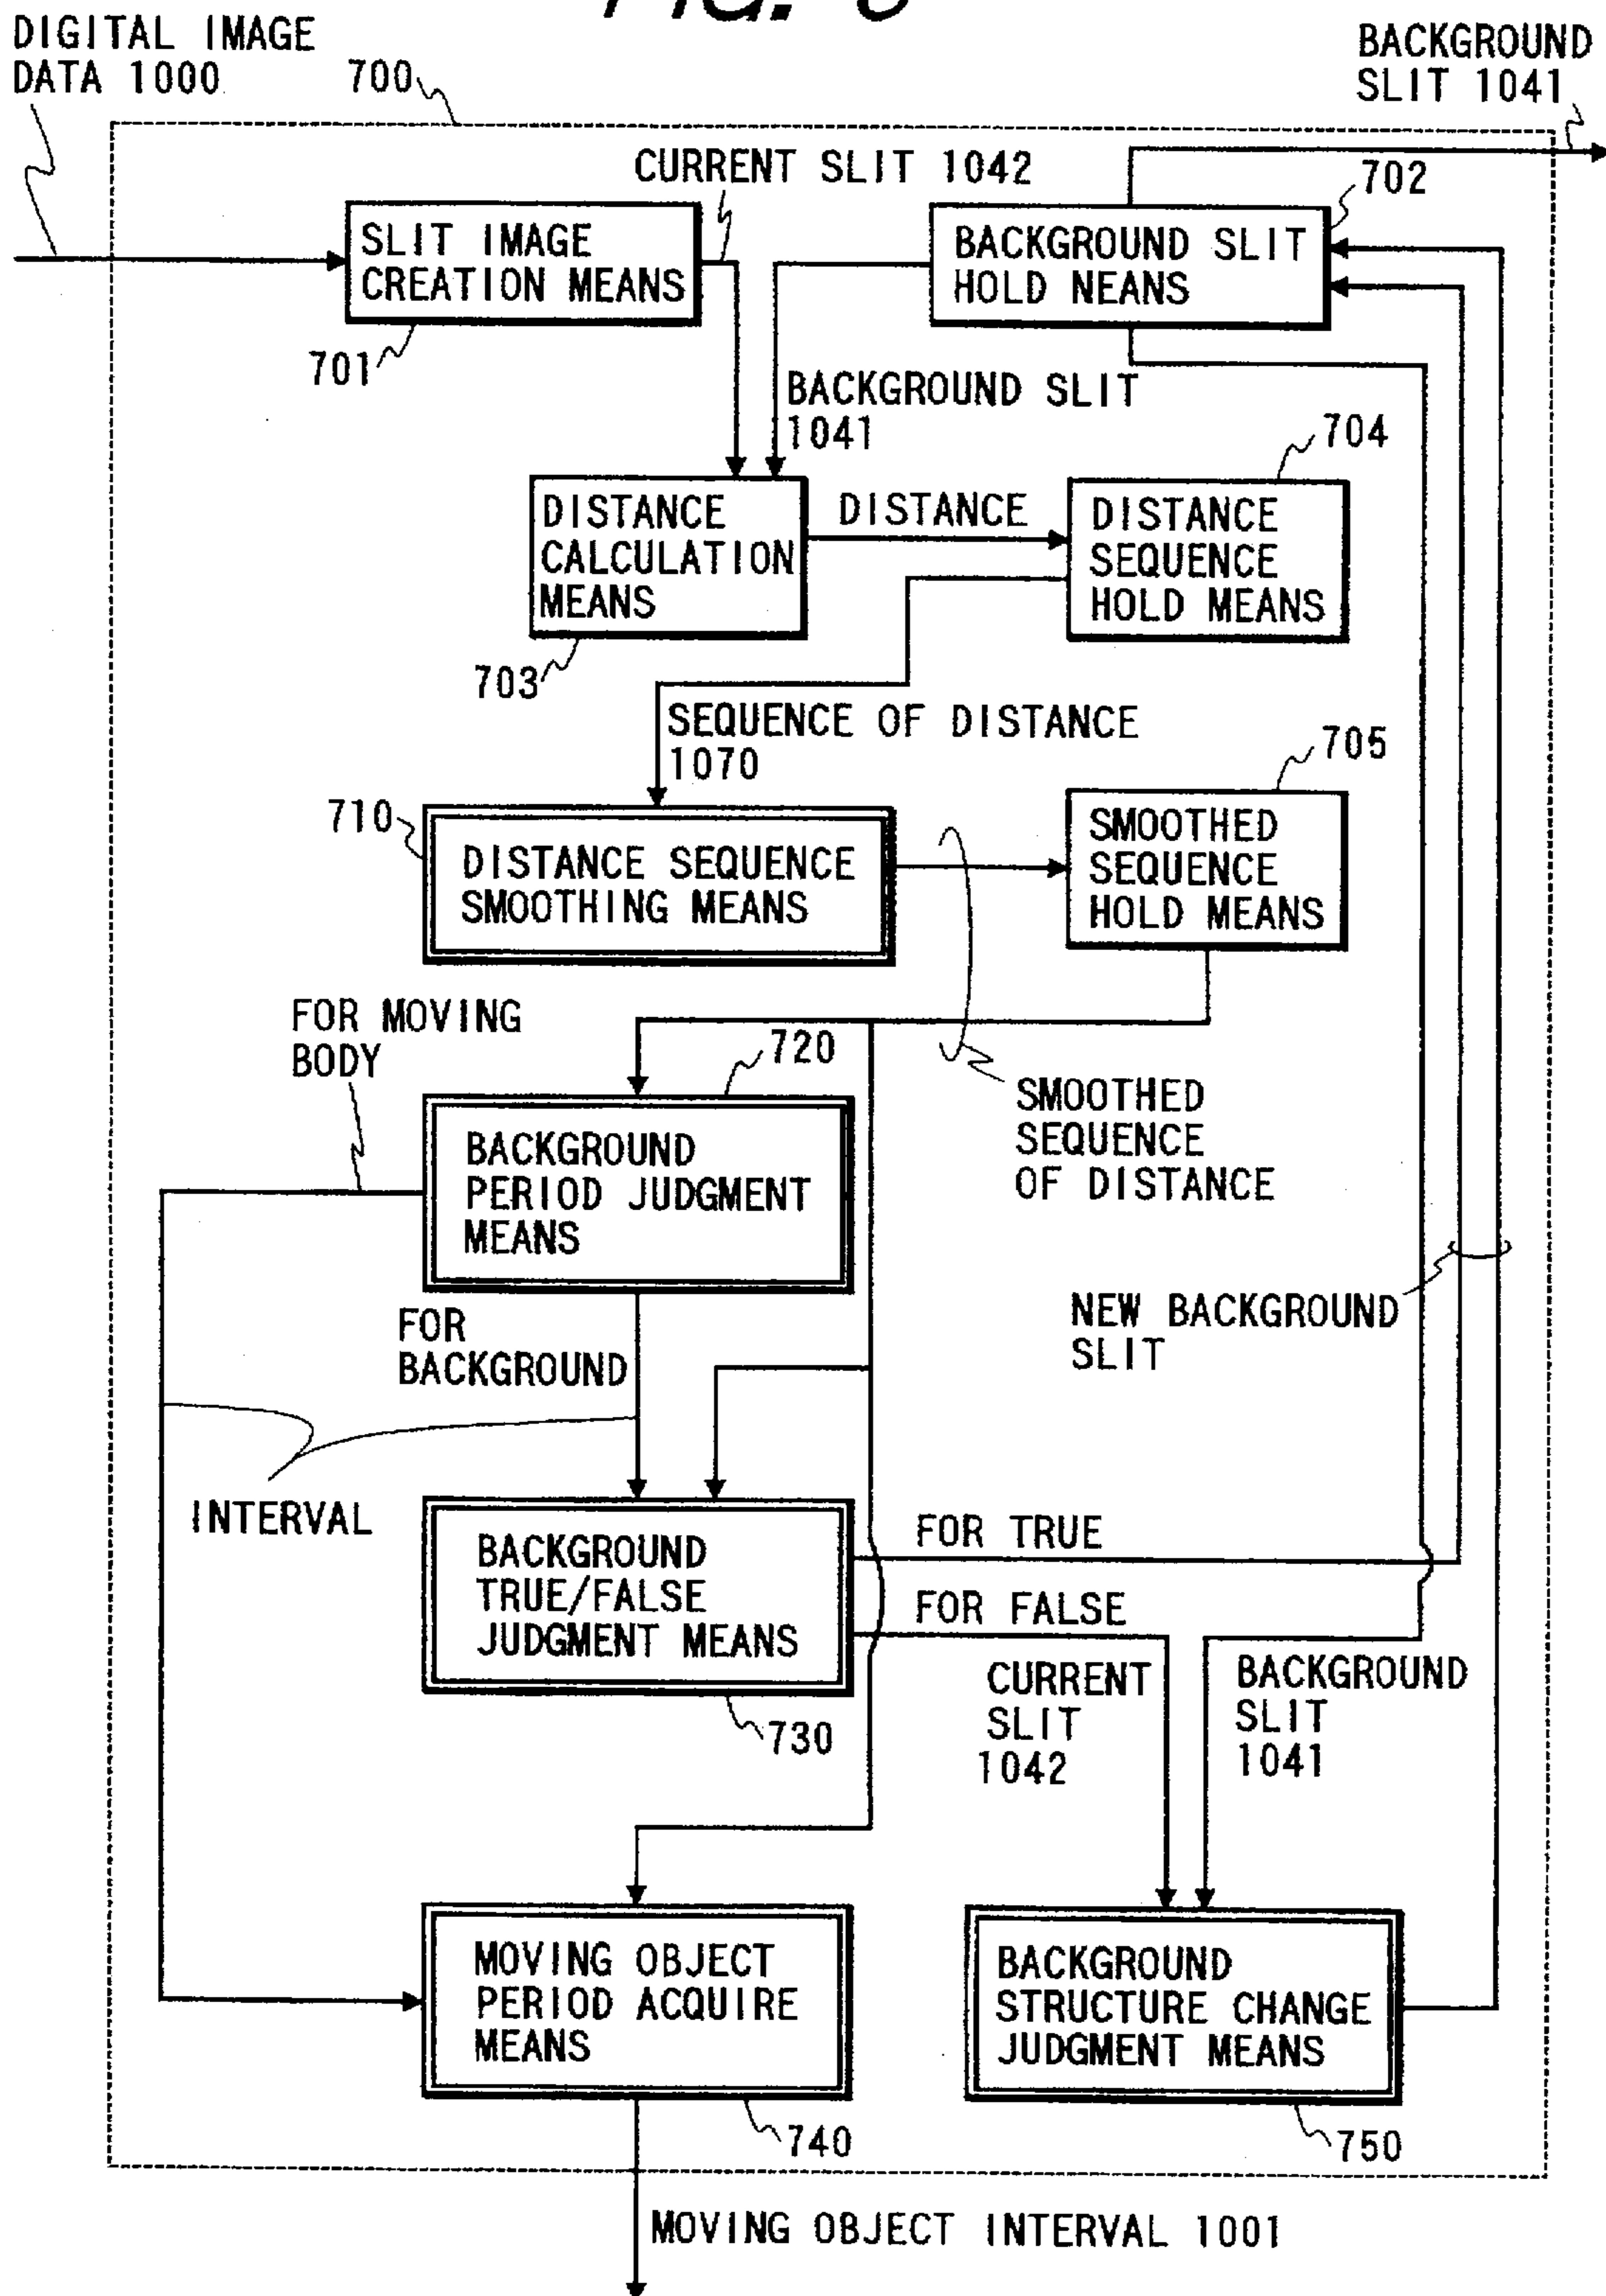 DIGITAL IMAGE
DATA 1000
700
BACKGROUND
SLIT 1041
CURRENT SLIT 1042
702
SLIT IMAGE
CREATION MEANS
701
BACKGROUND SLIT
HOLD NEANS
BACKGROUND SLIT
1041
704
DISTANCE
CALCULATION
MEANS
703
DISTANCE
DISTANCE
SEQUENCE
HOLD MEANS
SEQUENCE OF DISTANCE
1070
705
710
DISTANCE SEQUENCE
SMOOTHING MEANS
SMOOTHED
SEQUENCE
HOLD MEANS
FOR MOVING
BODY
720
SMOOTHED
SEQUENCE
OF DISTANCE
BACKGROUND
PERIOD JUDGMENT
MEANS
FOR
BACKGROUND
NEW BACKGROUND
SLIT
INTERVAL
BACKGROUND
TRUE/FALSE
JUDGMENT MEANS
730
FOR TRUE
FOR FALSE
CURRENT
SLIT
1042
BACKGROUND
SLIT
1041
MOVING OBJECT
PERIOD ACQUIRE
MEANS
740
BACKGROUND
STRUCTURE CHANGE
JUDGMENT MEANS
750
MOVING OBJECT INTERVAL 1001